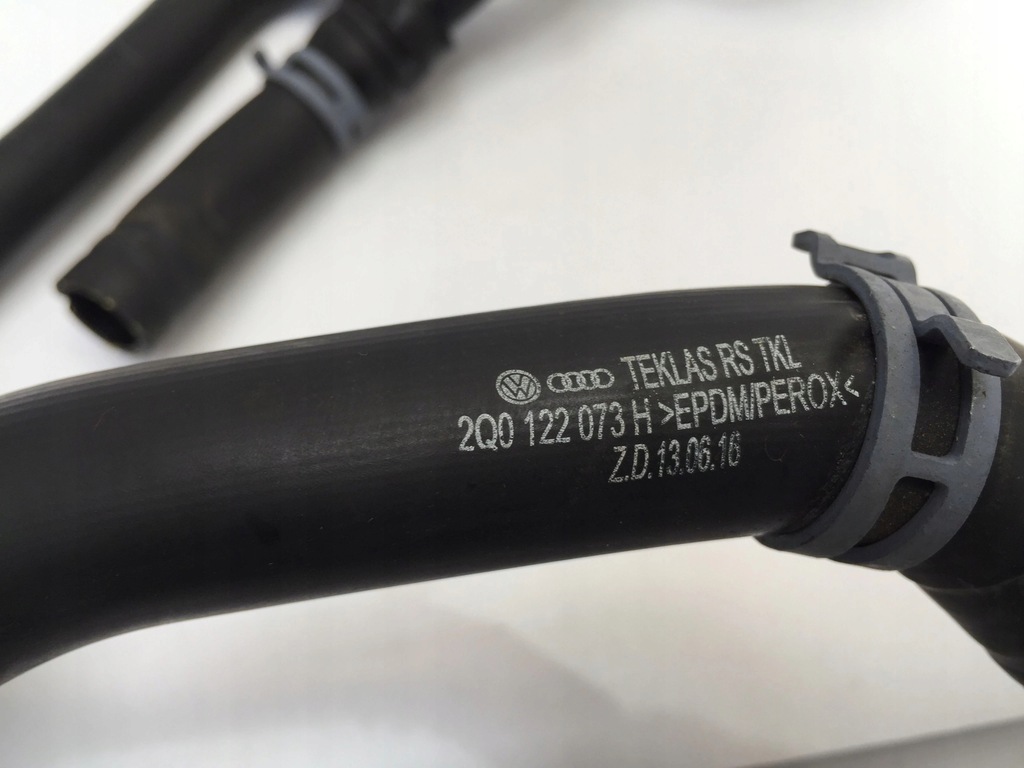 TEKLAS RS TKL
2Q0 122 073 H >EPDM/PEROX<
Z.D.13.06.16